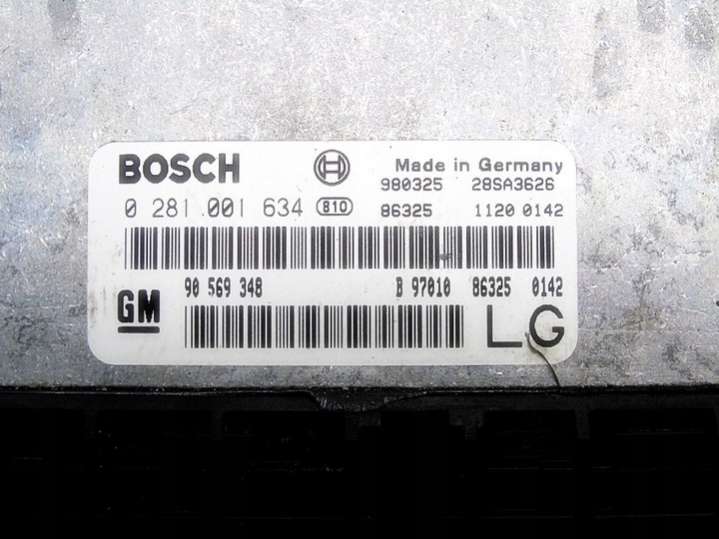 BOSCH Made in Germany
980325 28SA3626
0 281 001 634 810 86325 1120 0142
90 569 348 B 97010 86325 0142
GM LG